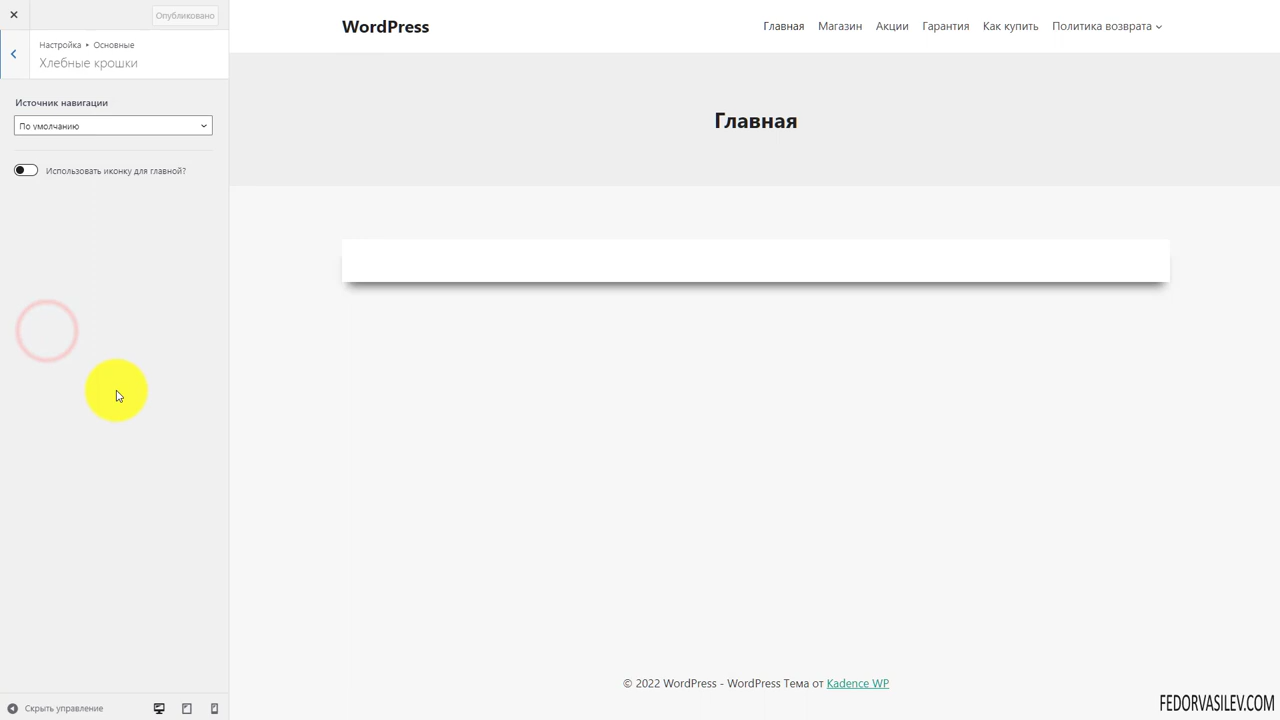 Опубликовано
Настройка ▸ Основные
Хлебные крошки
Источник навигации
По умолчанию
Использовать иконку для главной?
Скрыть управление
WordPress
Главная Магазин Акции Гарантия Как купить Политика возврата
Главная
© 2022 WordPress - WordPress Тема от Kadence WP
FEDORVASILEV.COM